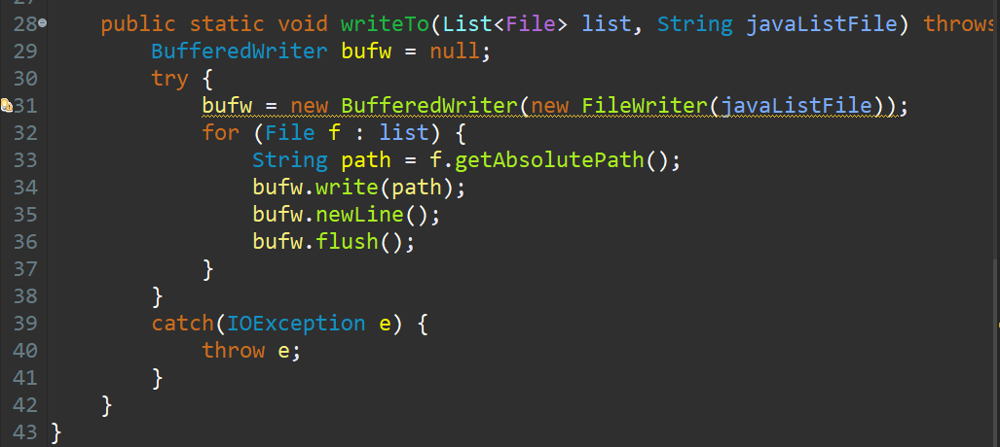 28 public static void writeTo(List<File> list, String javaListFile) throws
29 BufferedWriter bufw = null;
30 try {
31 bufw = new BufferedWriter(new FileWriter(javaListFile));
32 for (File f : list) {
33 String path = f.getAbsolutePath();
34 bufw.write(path);
35 bufw.newLine();
36 bufw.flush();
37 }
38 }
39 catch(IOException e) {
40 throw e;
41 }
42 }
43 }